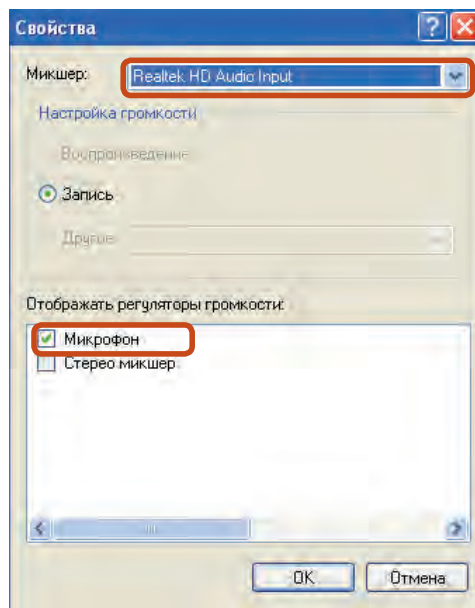 Свойства
Микшер: Realtek HD Audio Input
Настройка громкости
Воспроизведение
Запись
Другие
Отображать регуляторы громкости:
Микрофон
Стерео микшер
OK Отмена